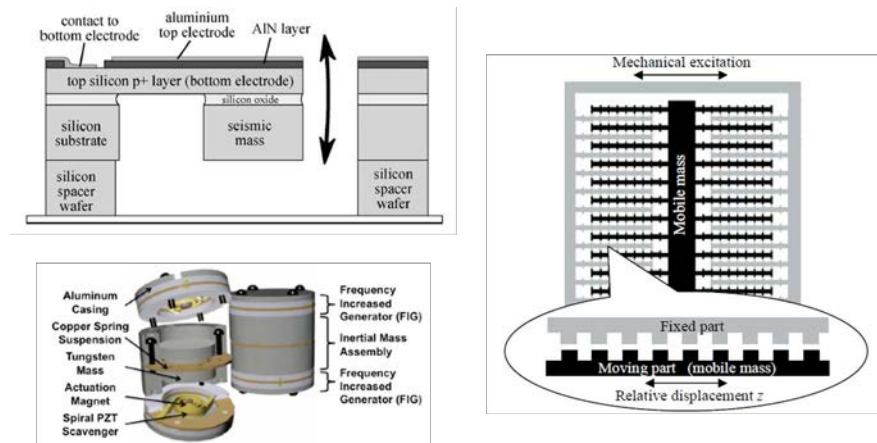 contact to
bottom electrode
aluminium
top electrode
AlN layer
top silicon p+ layer (bottom electrode)
silicon oxide
silicon
substrate
seismic
mass
silicon
spacer
wafer
silicon
spacer
wafer
Aluminum
Casing
Copper Spring
Suspension
Tungsten
Mass
Actuation
Magnet
Spiral PZT
Scavenger
Frequency
Increased
Generator (FIG)
Inertial Mass
Assembly
Frequency
Increased
Generator (FIG)
Mechanical excitation
Mobile mass
Fixed part
Moving part (mobile mass)
Relative displacement z